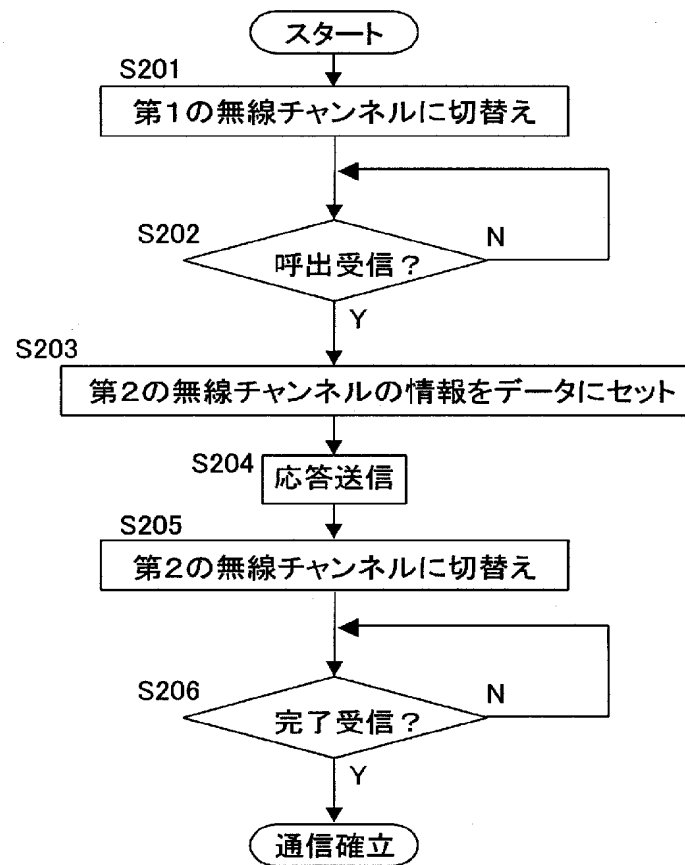 スタート
S201
第1の無線チャンネルに切替え
S202
呼出受信？
N
Y
S203
第2の無線チャンネルの情報をデータにセット
S204
応答送信
S205
第2の無線チャンネルに切替え
S206
完了受信？
N
Y
通信確立